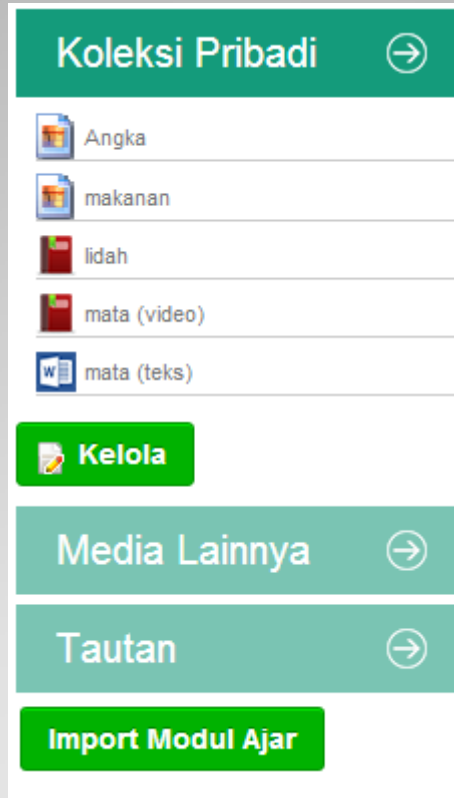 Koleksi Pribadi
Angka
makanan
lidah
mata (video)
mata (teks)
Kelola
Media Lainnya
Tautan
Import Modul Ajar